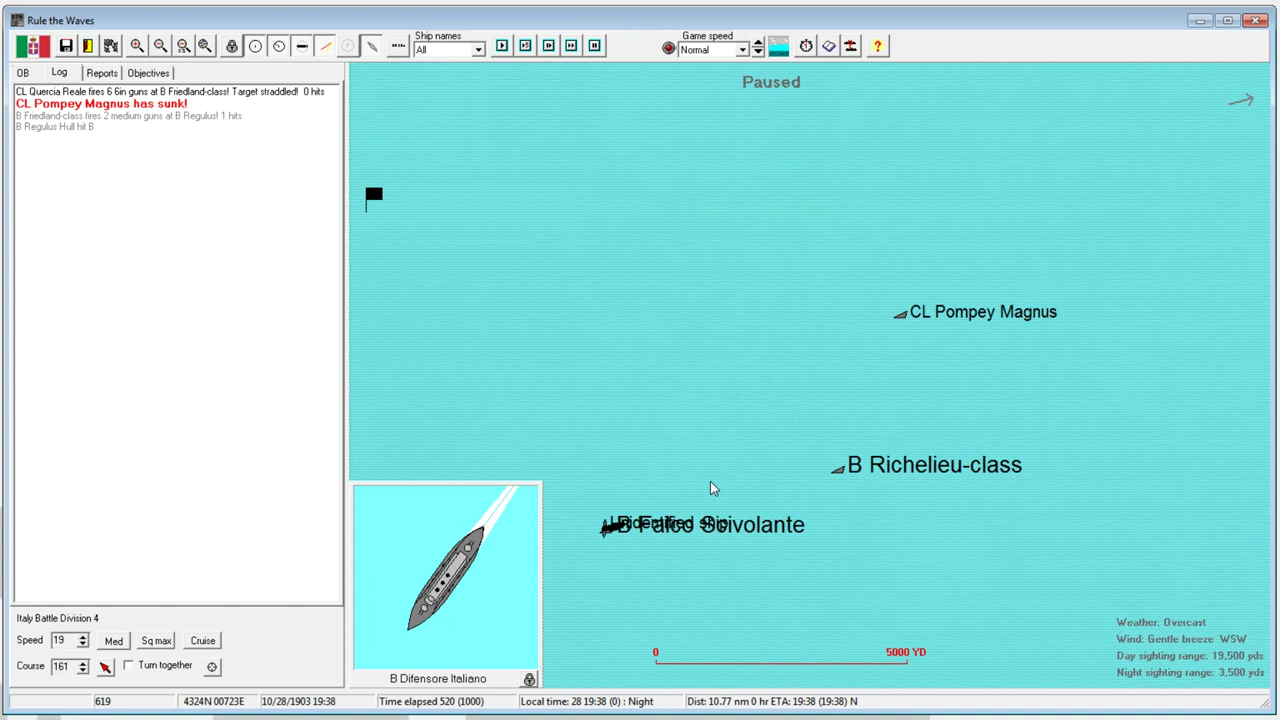 Rule the Waves
Ship names
All
Game speed
Normal
OB Log Reports Objectives
CL Quercia Reale fires 6 6in guns at B Friedland-class! Target straddled! 0 hits
CL Pompey Magnus has sunk!
B Friedland-class fires 2 medium guns at B Regulus! 1 hits
B Regulus Hull hit B
Paused
CL Pompey Magnus
B Richelieu-class
Unidentified ship
B Falco Scivolante
Italy Battle Division 4
Speed 19 Med Sq max Cruise
Course 161 Turn together
B Difensore Italiano
0 5000 YD
Weather: Overcast
Wind: Gentle breeze WSW
Day sighting range: 19,500 yds
Night sighting range: 3,500 yds
619 4324N 00723E 10/28/1903 19:38 Time elapsed 520 (1000) Local time: 28 19:38 (0) : Night Dist: 10.77 nm 0 hr ETA: 19:38 (19:38) N